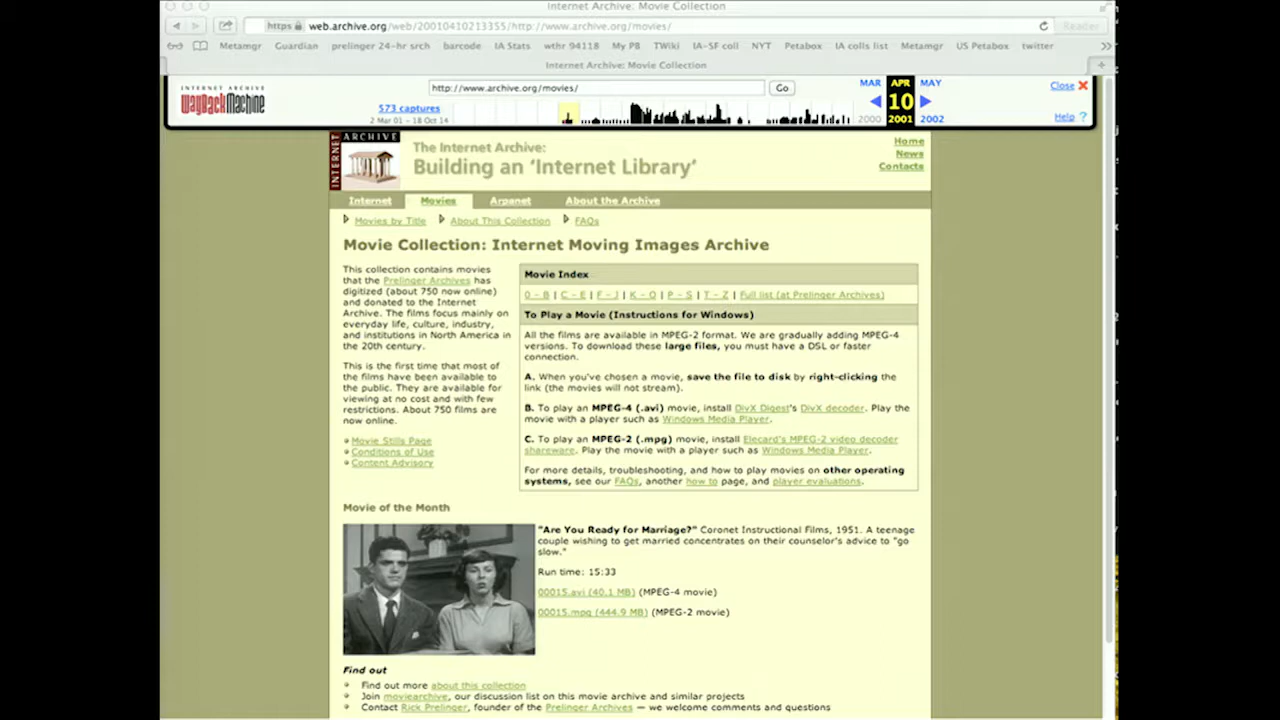 Internet Archive: Movie Collection
https web.archive.org/web/20010410213355/http://www.archive.org/movies/ Reader
Metamgr Guardian prelinger 24-hr srch barcode IA Stats wthr 94118 My PB TWiki IA-SF coll NYT Petabox IA colls list Metamgr US Petabox twitter
Internet Archive: Movie Collection
INTERNET ARCHIVE
WayBackMachine
http://www.archive.org/movies/ Go
573 captures
2 Mar 01 - 18 Oct 14
MAR APR MAY
10
2000 2001 2002
Close
Help ?
INTERNET ARCHIVE
The Internet Archive:
Building an 'Internet Library'
Home
News
Contacts
Internet Movies Arpanet About the Archive
Movies by Title About This Collection FAQs
Movie Collection: Internet Moving Images Archive
This collection contains movies
that the Prelinger Archives has
digitized (about 750 now online)
and donated to the Internet
Archive. The films focus mainly on
everyday life, culture, industry,
and institutions in North America in
the 20th century.
This is the first time that most of
the films have been available to
the public. They are available for
viewing at no cost and with few
restrictions. About 750 films are
now online.
Movie Stills Page
Conditions of Use
Content Advisory
Movie Index
0 - B | C - E | F - J | K - O | P - S | T - Z | Full list (at Prelinger Archives)
To Play a Movie (Instructions for Windows)
All the films are available in MPEG-2 format. We are gradually adding MPEG-4
versions. To download these large files, you must have a DSL or faster
connection.
A. When you've chosen a movie, save the file to disk by right-clicking the
link (the movies will not stream).
B. To play an MPEG-4 (.avi) movie, install DivX Digest's DivX decoder. Play the
movie with a player such as Windows Media Player.
C. To play an MPEG-2 (.mpg) movie, install Elecard's MPEG-2 video decoder
shareware. Play the movie with a player such as Windows Media Player.
For more details, troubleshooting, and how to play movies on other operating
systems, see our FAQs, another how to page, and player evaluations.
Movie of the Month
"Are You Ready for Marriage?" Coronet Instructional Films, 1951. A teenage
couple wishing to get married concentrates on their counselor's advice to "go
slow."
Run time: 15:33
00015.avi (40.1 MB) (MPEG-4 movie)
00015.mpg (444.9 MB) (MPEG-2 movie)
Find out
Find out more about this collection
Join moviearchive, our discussion list on this movie archive and similar projects
Contact Rick Prelinger, founder of the Prelinger Archives — we welcome comments and questions